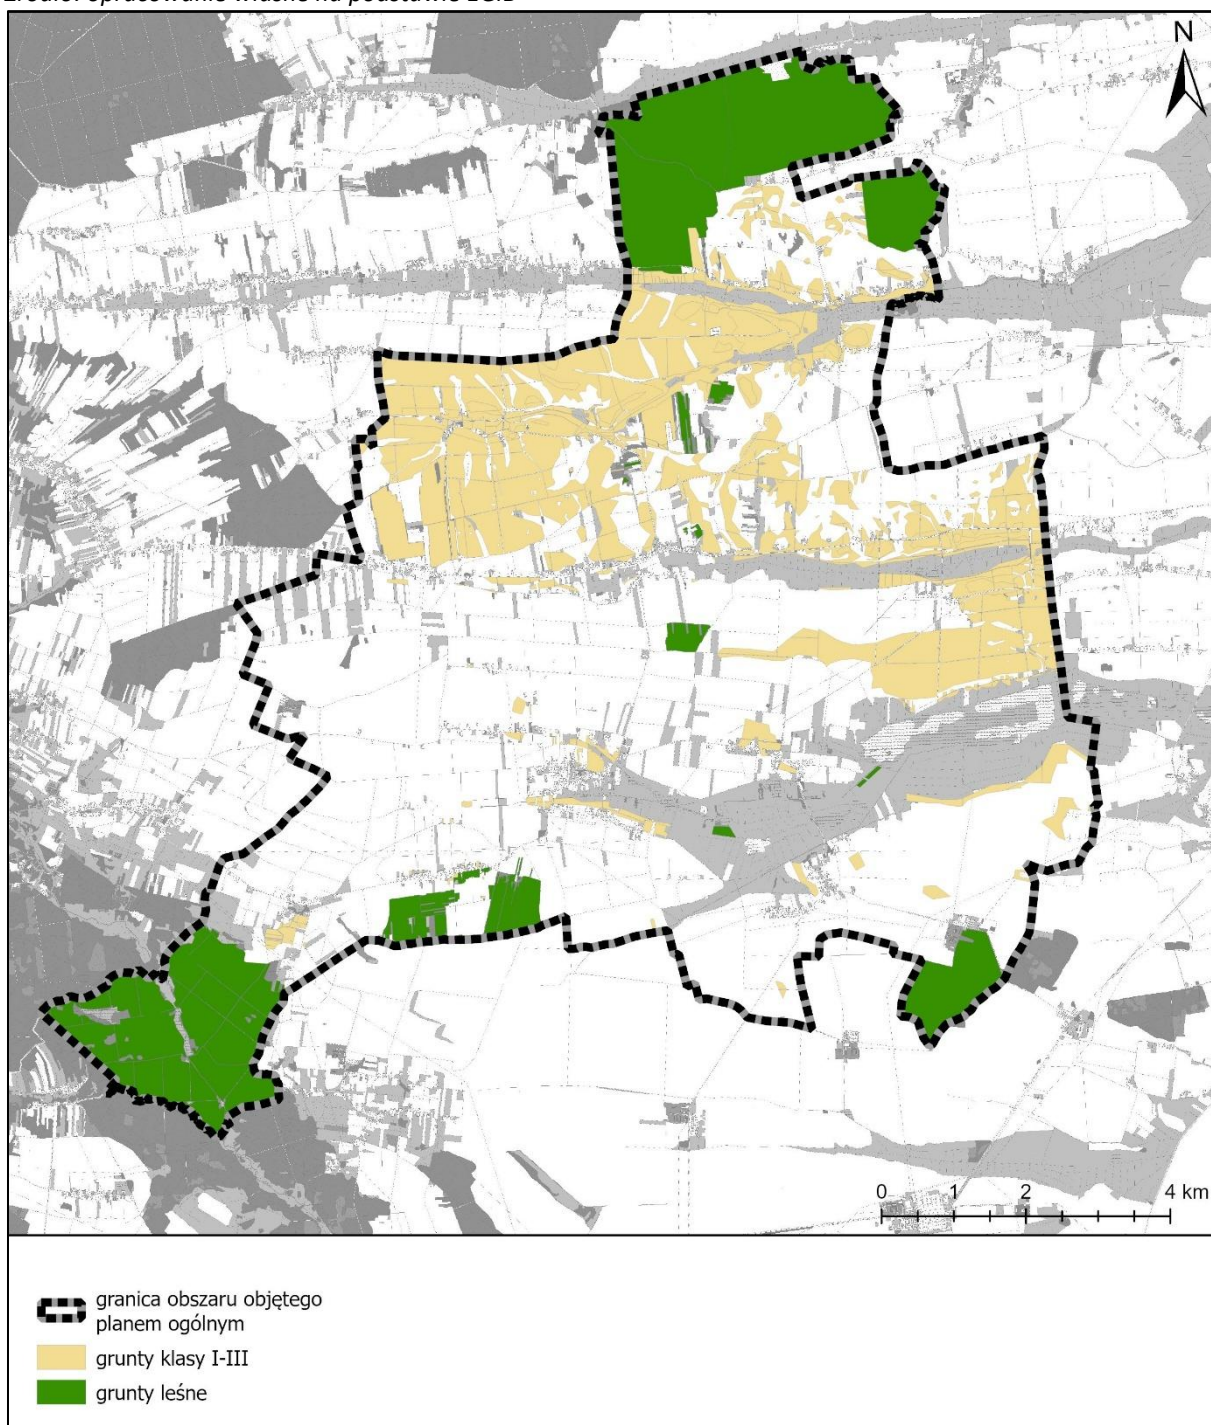 N
0 1 2 4 km
granica obszaru objętego
planem ogólnym
grunty klasy I-III
grunty leśne